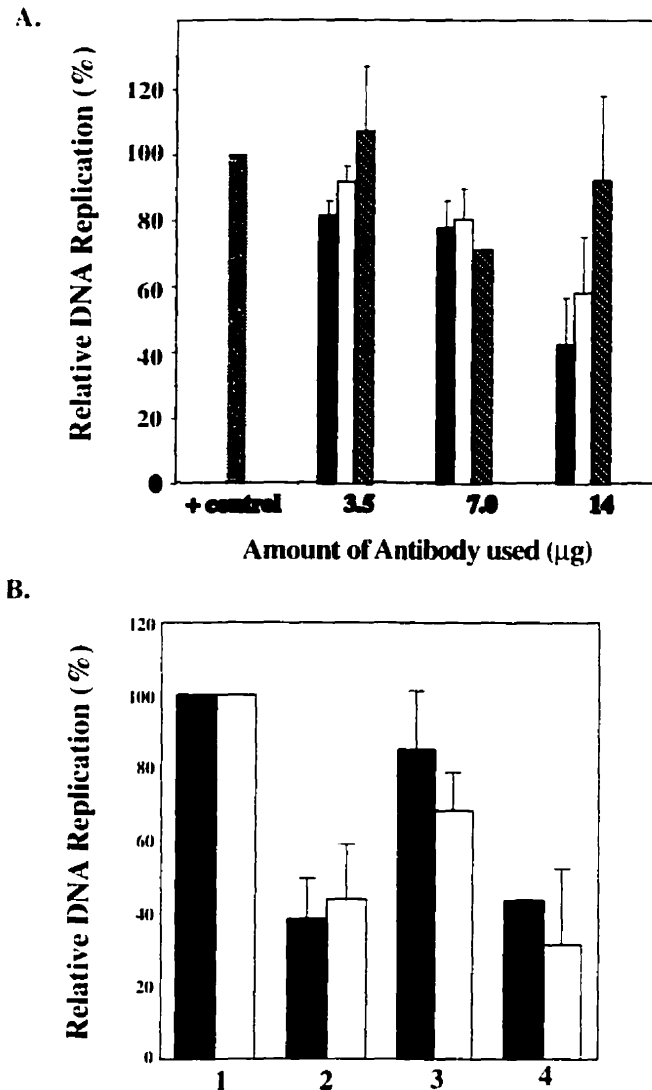 A.
Relative DNA Replication (%)
120
100
80
60
40
20
0
+ control 3.5 7.0 14
Amount of Antibody used (µg)
B.
Relative DNA Replication (%)
120
100
80
60
40
20
0
1 2 3 4